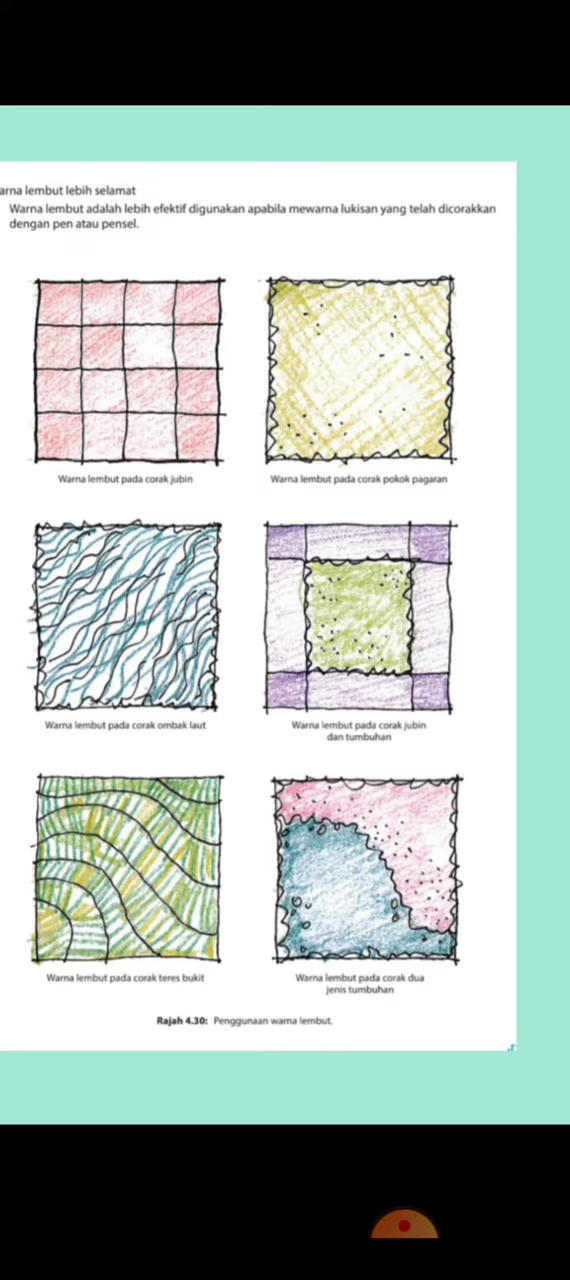 arna lembut lebih selamat
Warna lembut adalah lebih efektif digunakan apabila mewarna lukisan yang telah dicorakkan
dengan pen atau pensel.
Warna lembut pada corak jubin
Warna lembut pada corak pokok pagaran
Warna lembut pada corak ombak laut
Warna lembut pada corak jubin
dan tumbuhan
Warna lembut pada corak teres bukit
Warna lembut pada corak dua
jenis tumbuhan
Rajah 4.30: Penggunaan warna lembut.